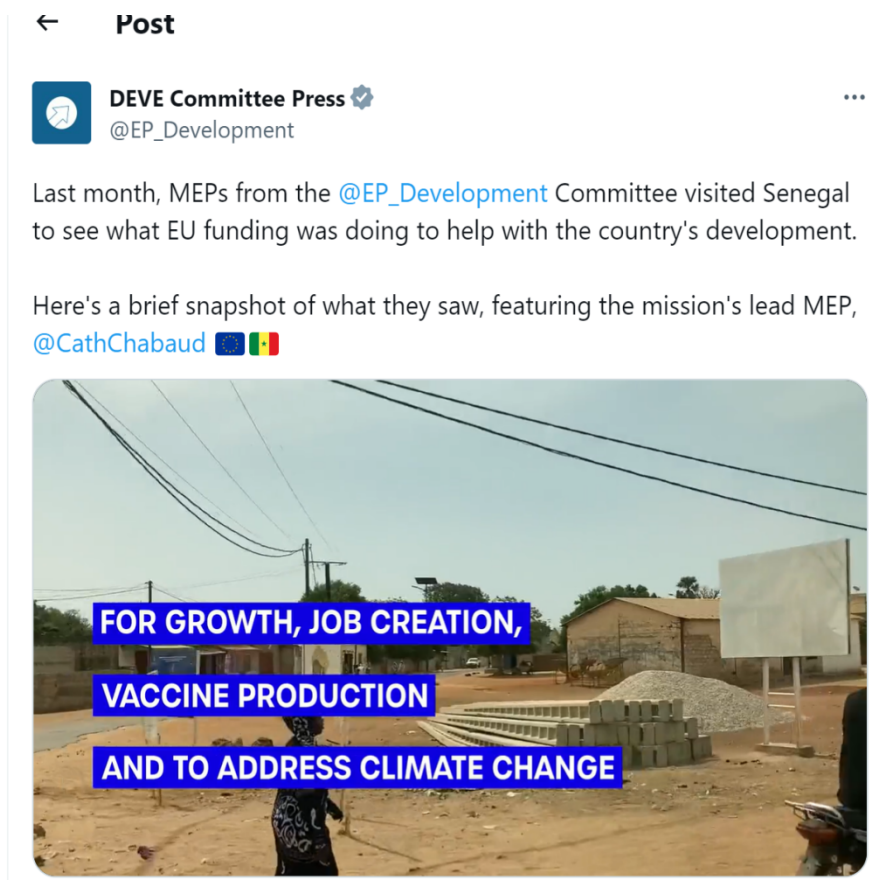 Post
DEVE Committee Press
@EP_Development
Last month, MEPs from the @EP_Development Committee visited Senegal
to see what EU funding was doing to help with the country's development.
Here's a brief snapshot of what they saw, featuring the mission's lead MEP,
@CathChabaud 🇪🇺🇸🇳
FOR GROWTH, JOB CREATION,
VACCINE PRODUCTION
AND TO ADDRESS CLIMATE CHANGE